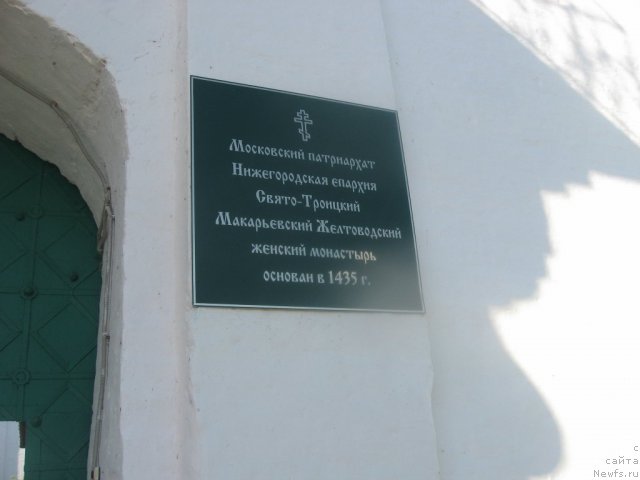 Московский патриархат
Нижегородская епархия
Свято-Троицкий
Макарьевский Желтоводский
женский монастырь
основан в 1435 г.
с
сайта
Newfs.ru